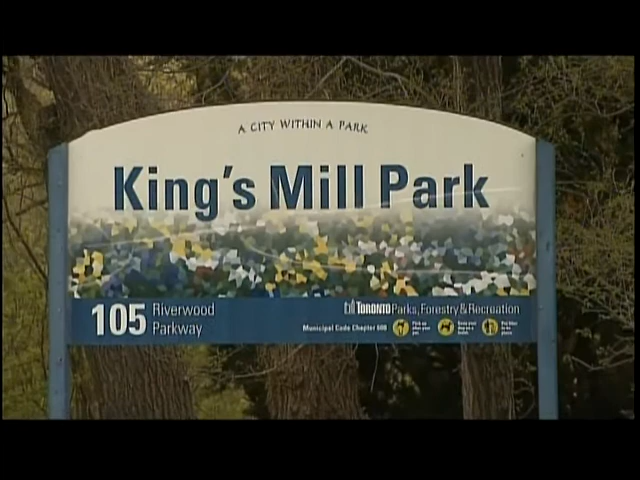 A CITY WITHIN A PARK
King's Mill Park
105 Riverwood Parkway
TORONTO Parks, Forestry & Recreation
Municipal Code Chapter 608